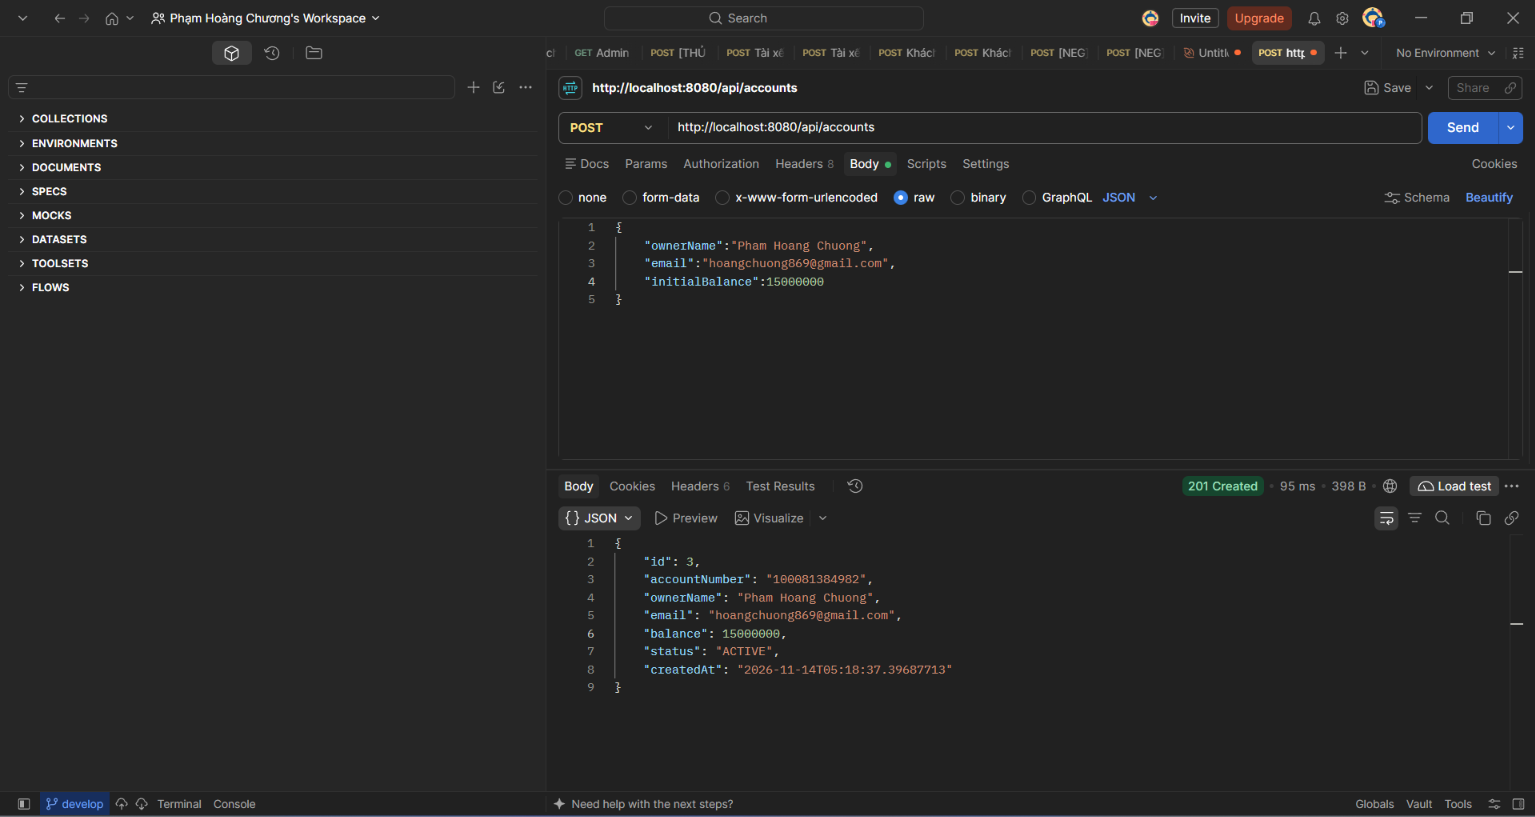 Phạm Hoàng Chương's Workspace
Search
Invite
Upgrade
GET Admin
POST [THỦ
POST Tài xế
POST Tài xế
POST Khác
POST Khác
POST [NEG
POST [NEG
Untitl
POST http
No Environment
COLLECTIONS
ENVIRONMENTS
DOCUMENTS
SPECS
MOCKS
DATASETS
TOOLSETS
FLOWS
HTTP http://localhost:8080/api/accounts
Save
Share
POST http://localhost:8080/api/accounts
Send
Docs Params Authorization Headers 8 Body Scripts Settings
Cookies
none form-data x-www-form-urlencoded raw binary GraphQL JSON
Schema Beautify
1 {
2 "ownerName":"Pham Hoang Chuong",
3 "email":"hoangchuong869@gmail.com",
4 "initialBalance":15000000
5 }
Body Cookies Headers 6 Test Results
201 Created 95 ms 398 B Load test
{} JSON Preview Visualize
1 {
2 "id": 3,
3 "accountNumber": "100081384982",
4 "ownerName": "Pham Hoang Chuong",
5 "email": "hoangchuong869@gmail.com",
6 "balance": 15000000,
7 "status": "ACTIVE",
8 "createdAt": "2026-11-14T05:18:37.39687713"
9 }
develop Terminal Console
Need help with the next steps?
Globals Vault Tools